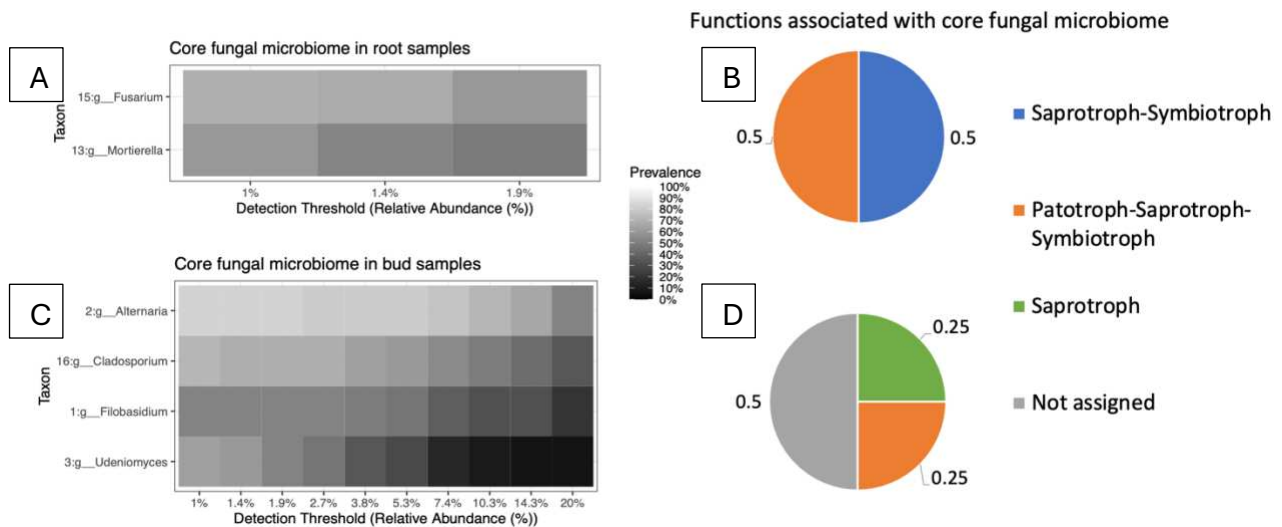 Functions associated with core fungal microbiome
A
Core fungal microbiome in root samples
Taxon
15:g__Fusarium
13:g__Mortierella
1%
1.4%
1.9%
Detection Threshold (Relative Abundance (%))
Prevalence
100%
90%
80%
70%
60%
50%
40%
30%
20%
10%
0%
B
0.5
0.5
Saprotroph-Symbiotroph
Patotroph-Saprotroph-
Symbiotroph
Saprotroph
Not assigned
C
Core fungal microbiome in bud samples
Taxon
2:g__Alternaria
16:g__Cladosporium
1:g__Filobasidium
3:g__Udeniomyces
1%
1.4%
1.9%
2.7%
3.8%
5.3%
7.4%
10.3%
14.3%
20%
Detection Threshold (Relative Abundance (%))
D
0.25
0.5
0.25